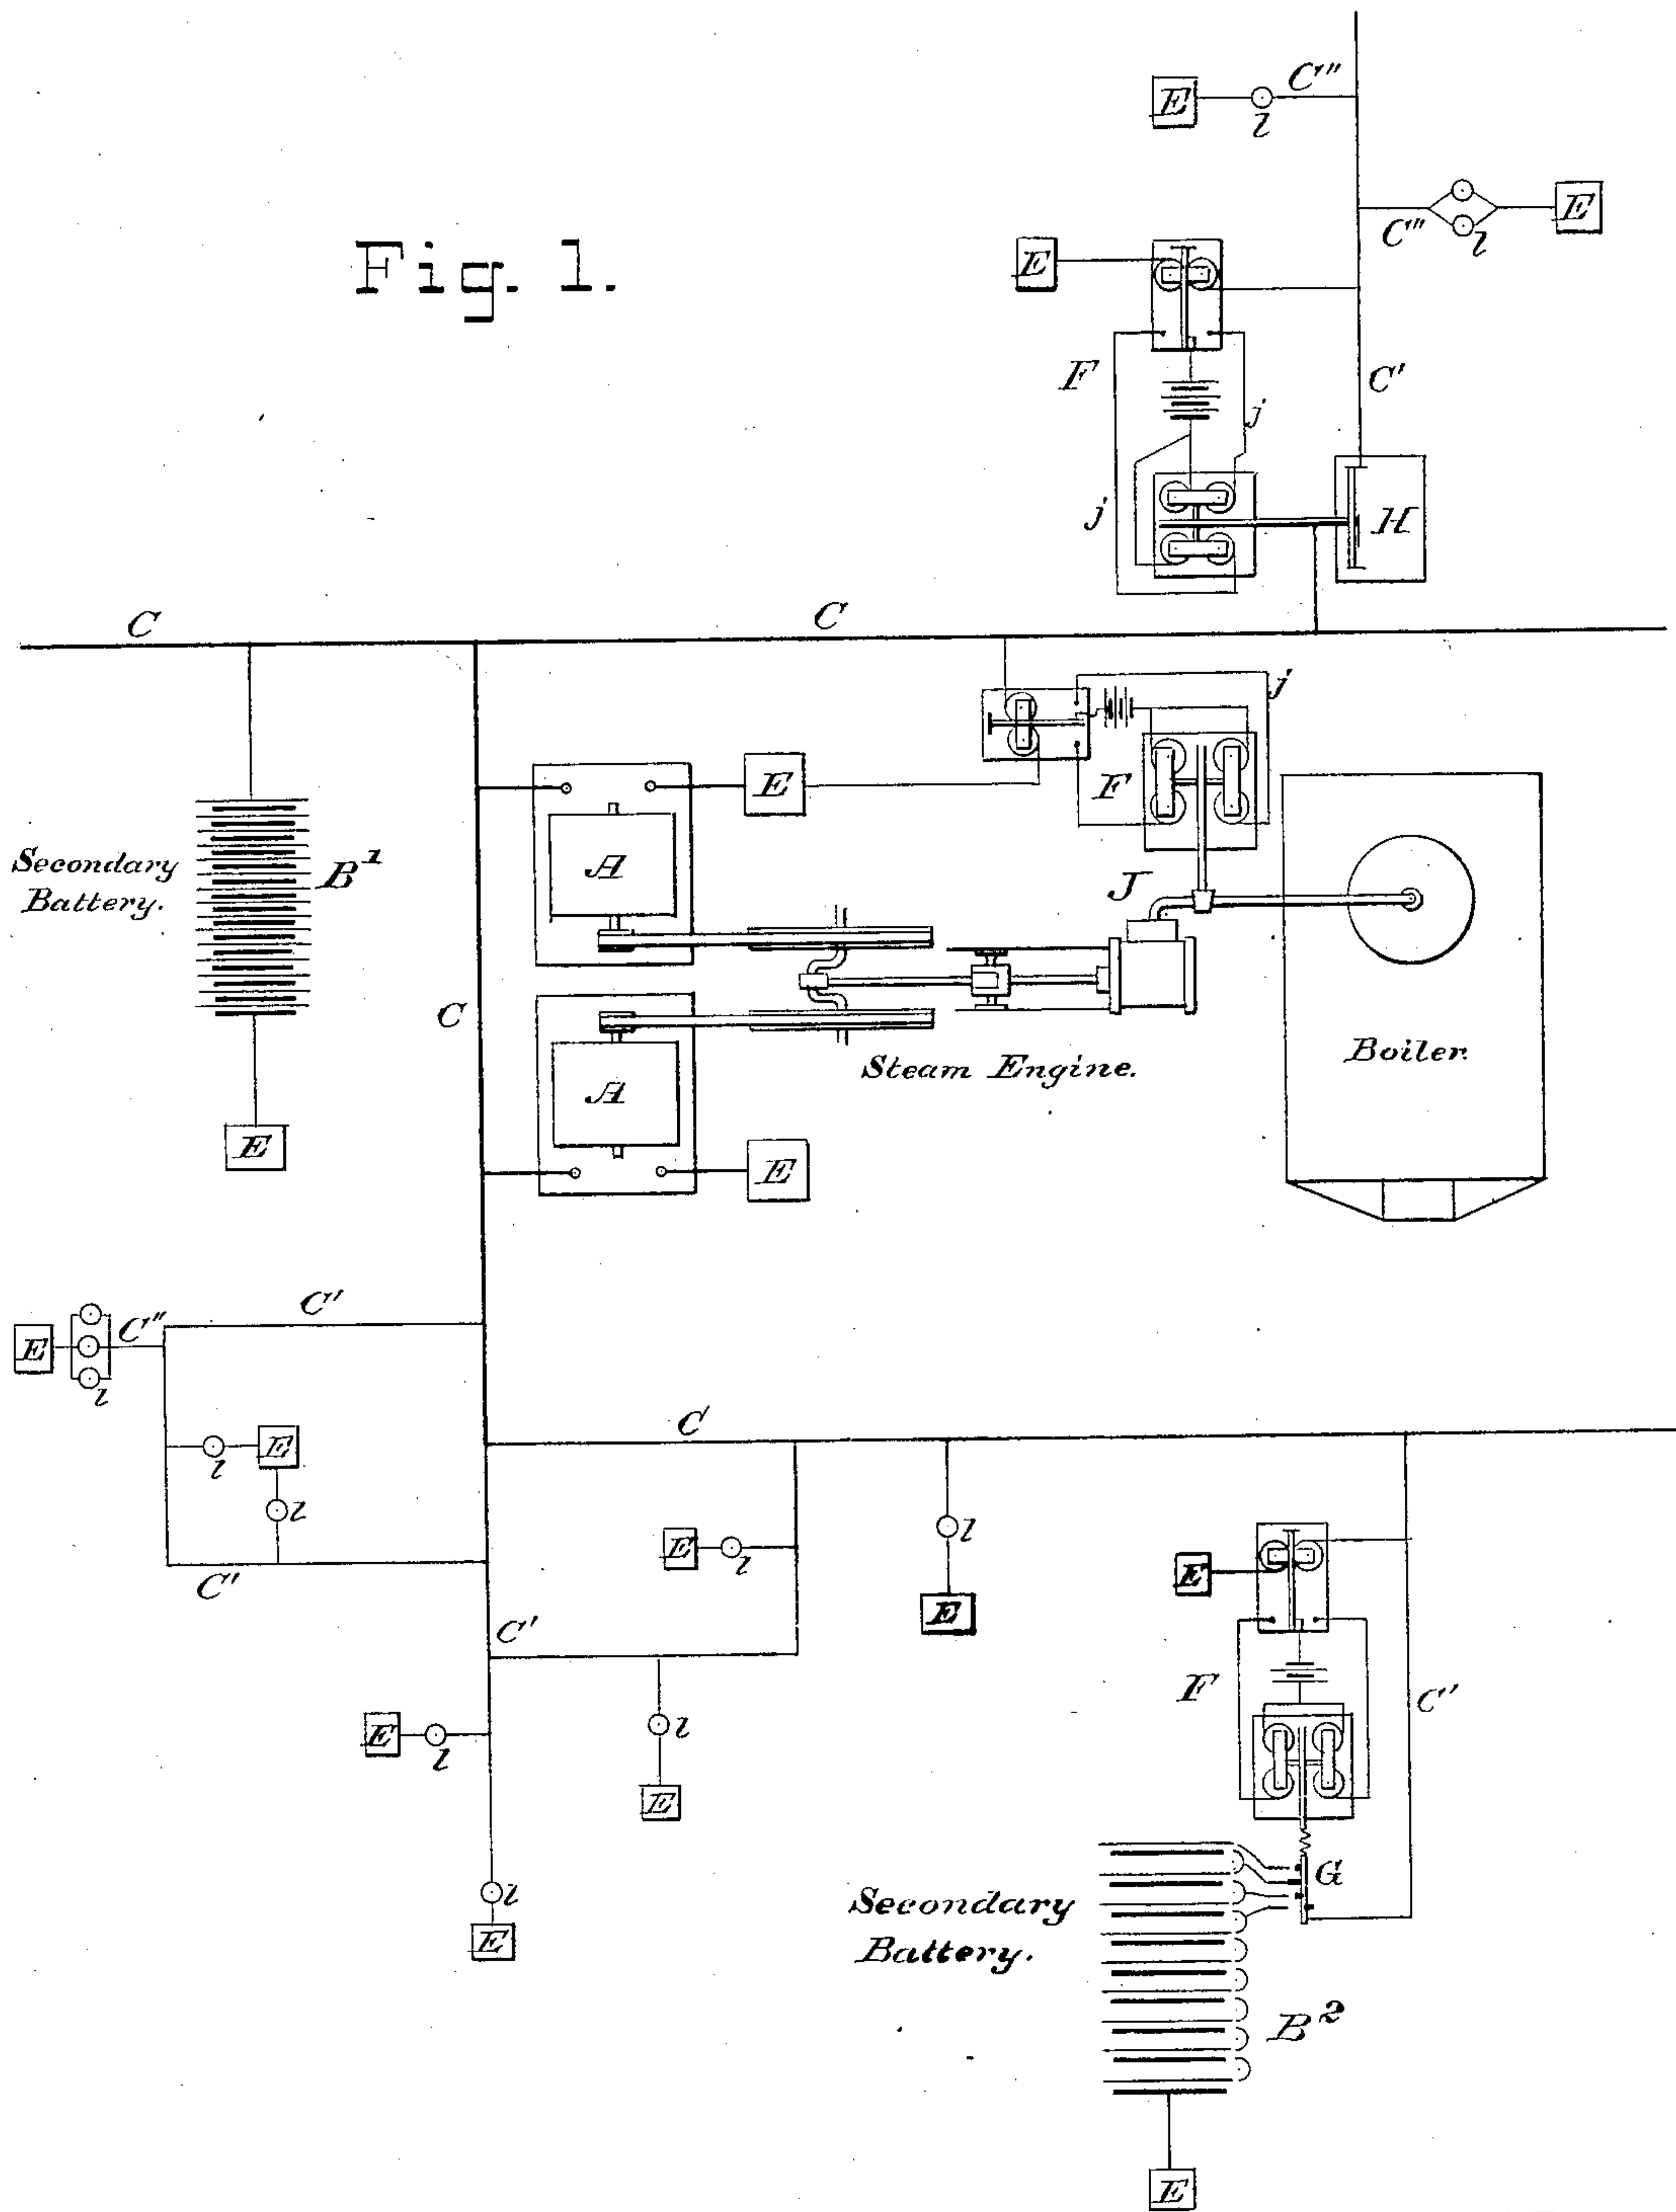 C"
E
l
E
C"
l
Fig. 1.
E
F
C'
j
j
H
C
C
j
E
F
A
Secondary
Battery.
B1
J
C
Steam Engine.
Boiler.
A
E
E
C'
C"
E
l
C
E
l
l
l
E
l
C'
E
E
C'
F
C'
l
E
l
E
G
l
Secondary
Battery.
E
B2
E